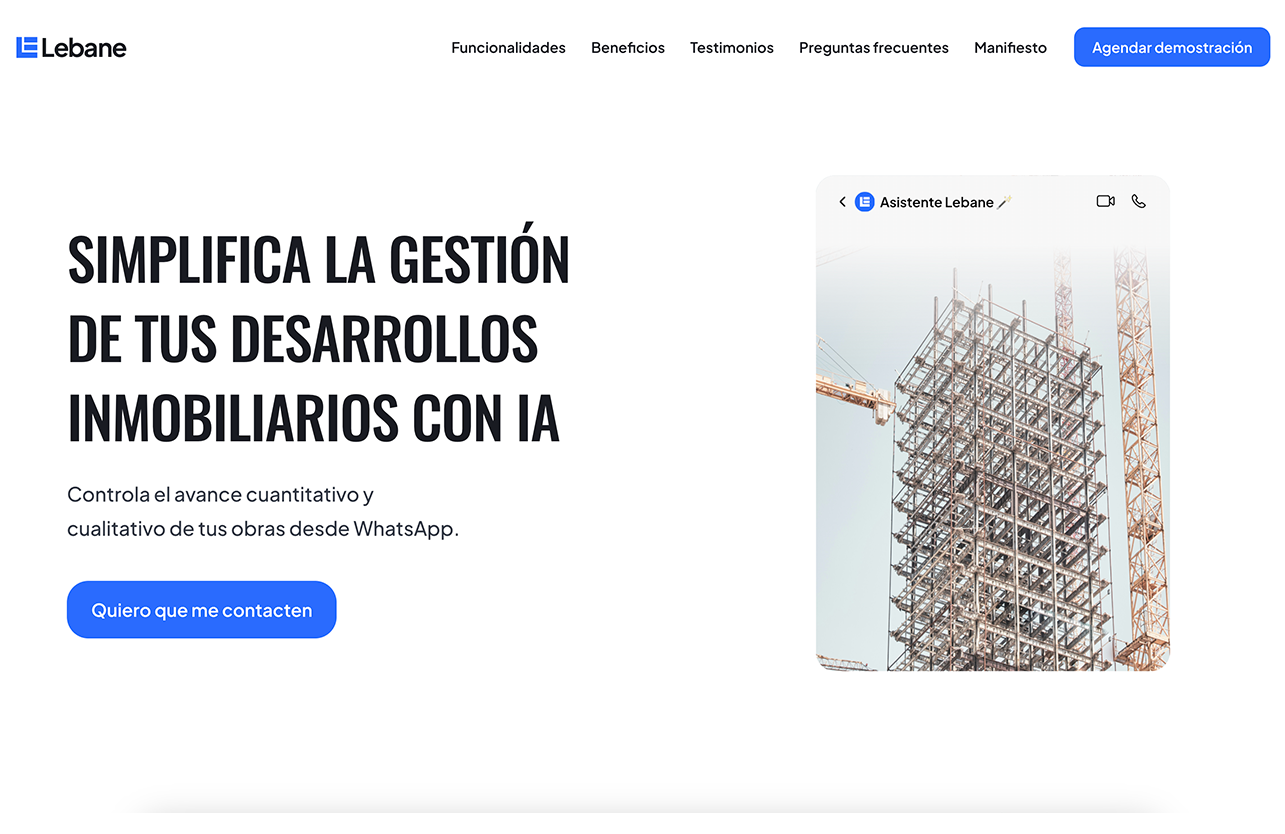 Lebane
Funcionalidades
Beneficios
Testimonios
Preguntas frecuentes
Manifiesto
Agendar demostración
Asistente Lebane
SIMPLIFICA LA GESTIÓN
DE TUS DESARROLLOS
INMOBILIARIOS CON IA
Controla el avance cuantitativo y
cualitativo de tus obras desde WhatsApp.
Quiero que me contacten